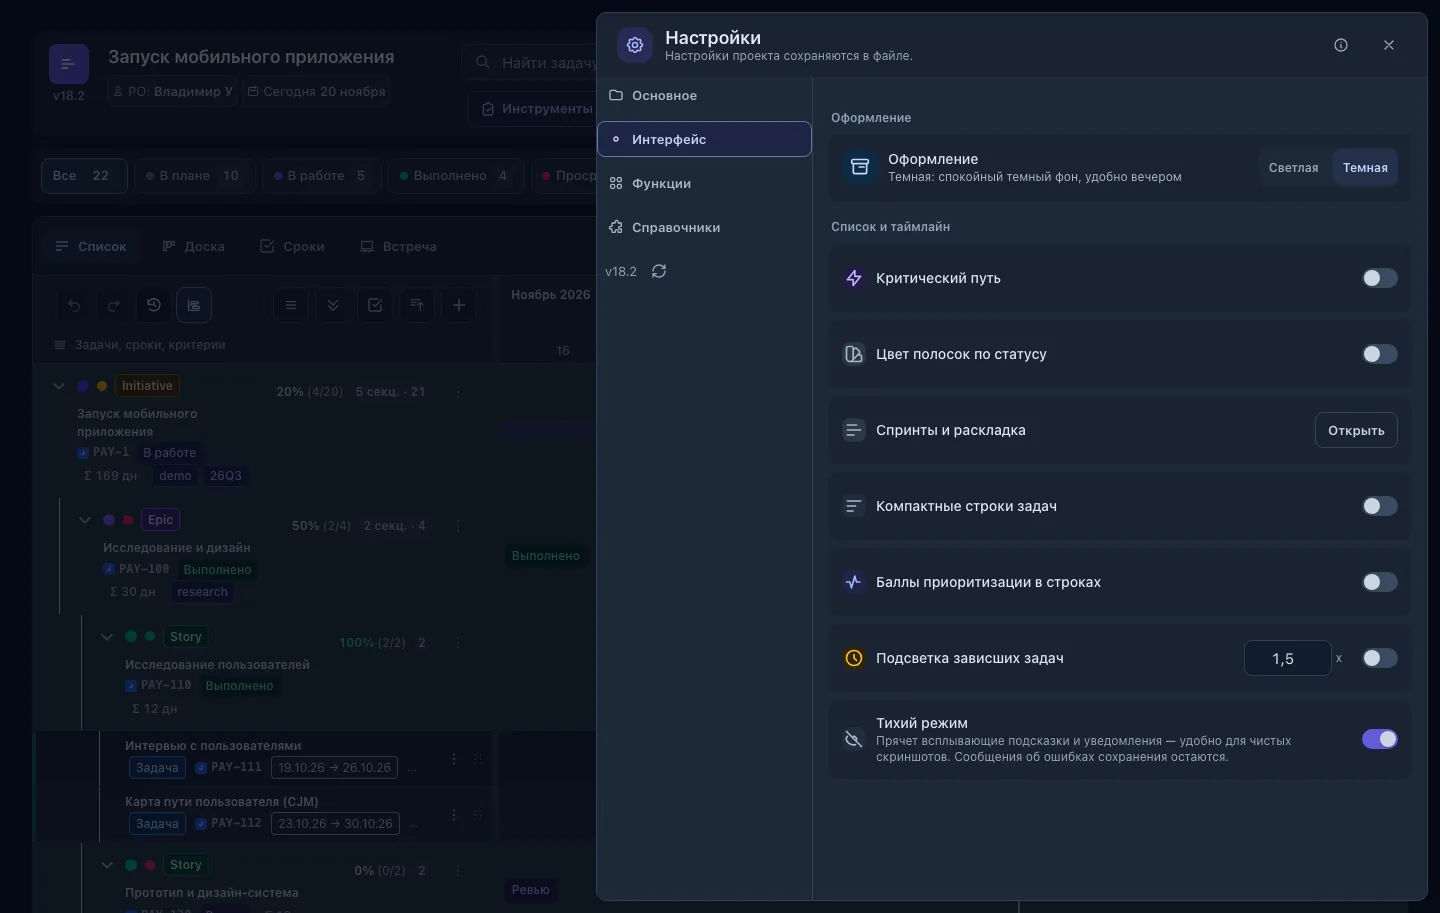 Запуск мобильного приложения
v18.2
РО: Владимир У
Сегодня 20 ноября
Найти задачу
Инструменты
Все 22
В плане 10
В работе 5
Выполнено 4
Проср
Список
Доска
Сроки
Встреча
Ноябрь 2026
Задачи, сроки, критерии
16
Initiative
20% (4/20) 5 секц. · 21
Запуск мобильного
приложения
PAY-1 В работе
Σ 169 дн demo 26Q3
Epic
50% (2/4) 2 секц. · 4
Исследование и дизайн
PAY-100 Выполнено
Σ 30 дн research
Выполнено
Story
100% (2/2) 2
Исследование пользователей
PAY-110 Выполнено
Σ 12 дн
Интервью с пользователями
Задача PAY-111 19.10.26 → 26.10.26 ...
Карта пути пользователя (CJM)
Задача PAY-112 23.10.26 → 30.10.26 ...
Story
0% (0/2) 2
Прототип и дизайн-система
Ревью
Настройки
Настройки проекта сохраняются в файле.
Основное
Интерфейс
Функции
Справочники
v18.2
Оформление
Оформление
Темная: спокойный темный фон, удобно вечером
Светлая
Темная
Список и таймлайн
Критический путь
Цвет полосок по статусу
Спринты и раскладка
Открыть
Компактные строки задач
Баллы приоритизации в строках
Подсветка зависших задач
1,5 x
Тихий режим
Прячет всплывающие подсказки и уведомления — удобно для чистых
скриншотов. Сообщения об ошибках сохранения остаются.